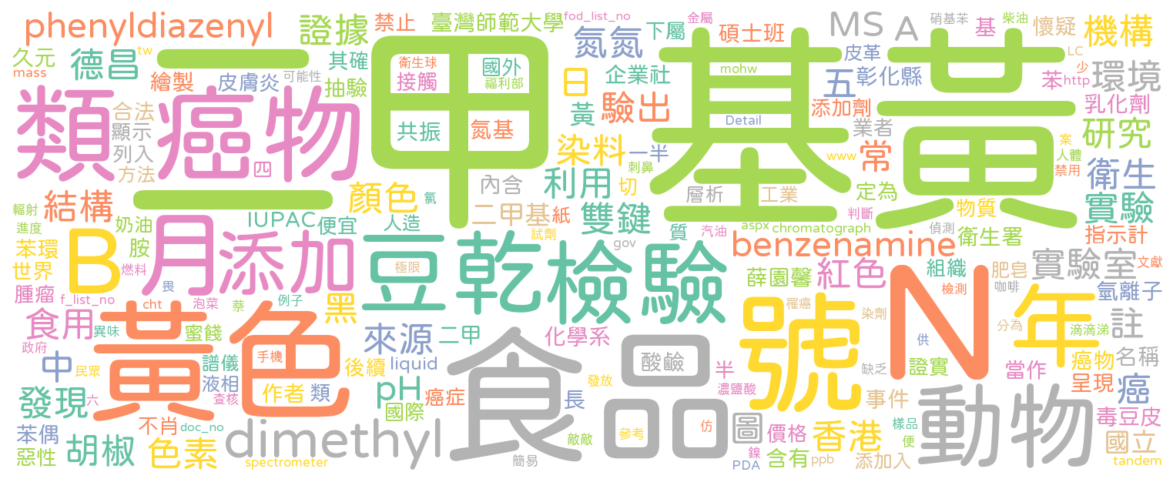 phenyldiazenyl
證據
禁止
臺灣師範大學
fod_list_no
金屬
下屬
碩士班
MS
A
硝基苯
柴油
基
懷疑
機構
久元
mass
德昌
tw
其確
繪製
皮膚炎
可能性
抽驗
衛生球
接觸
國外
福利部
氮氮
日
企業社
mohw
五
皮革
彰化縣
LC
少
苯
http
環境
二
甲
基
黃
類
癌物
合法
顯示
列入
方法
共振
氮基
黃
驗出
Detail
添加劑
業者
乳化劑
研究
案
人體
禁用
染料
一半
刺鼻
常
www
四
內含
利用
切
層析
工業
定為
衛生
結構
二
月
顏色
氯
二甲基
紙
雙鍵
質
判斷
物質
實驗
輻射
進度
奶油
IUPAC
便宜
人造
試劑
gov
汽油
aspx
chromatograph
衛生署
指示計
苯環
胺
B
添加
豆乾
檢驗
benzenamine
偵測
世界
燃料
極限
薛園馨
紅色
組織
肥皂
咖啡
實驗室
文獻
腫瘤
f_list_no
cht
畏
泡菜
萘
例子
黑
N
檢測
氫離子
食用
異味
蜜餞
來源
二甲
化學系
號
罹癌
染劑
分為
滴滴涕
年
註
政府
黃色
手機
後續
食品
酸鹼
供
中
民眾
譜儀
液相
查核
作者
類
liquid
pH
癌症
發放
半
濃鹽酸
缺乏
證實
當作
癌物
名稱
呈現
癌
發現
六
不肖
國際
長
事件
動物
毒豆皮
苯偶
doc_no
dimethyl
敵敵
參考
仿
圖
價格
香港
樣品
便
惡性
胡椒
色素
spectrometer
簡易
鎳
PDA
含有
ppb
添加入
國立
tandem